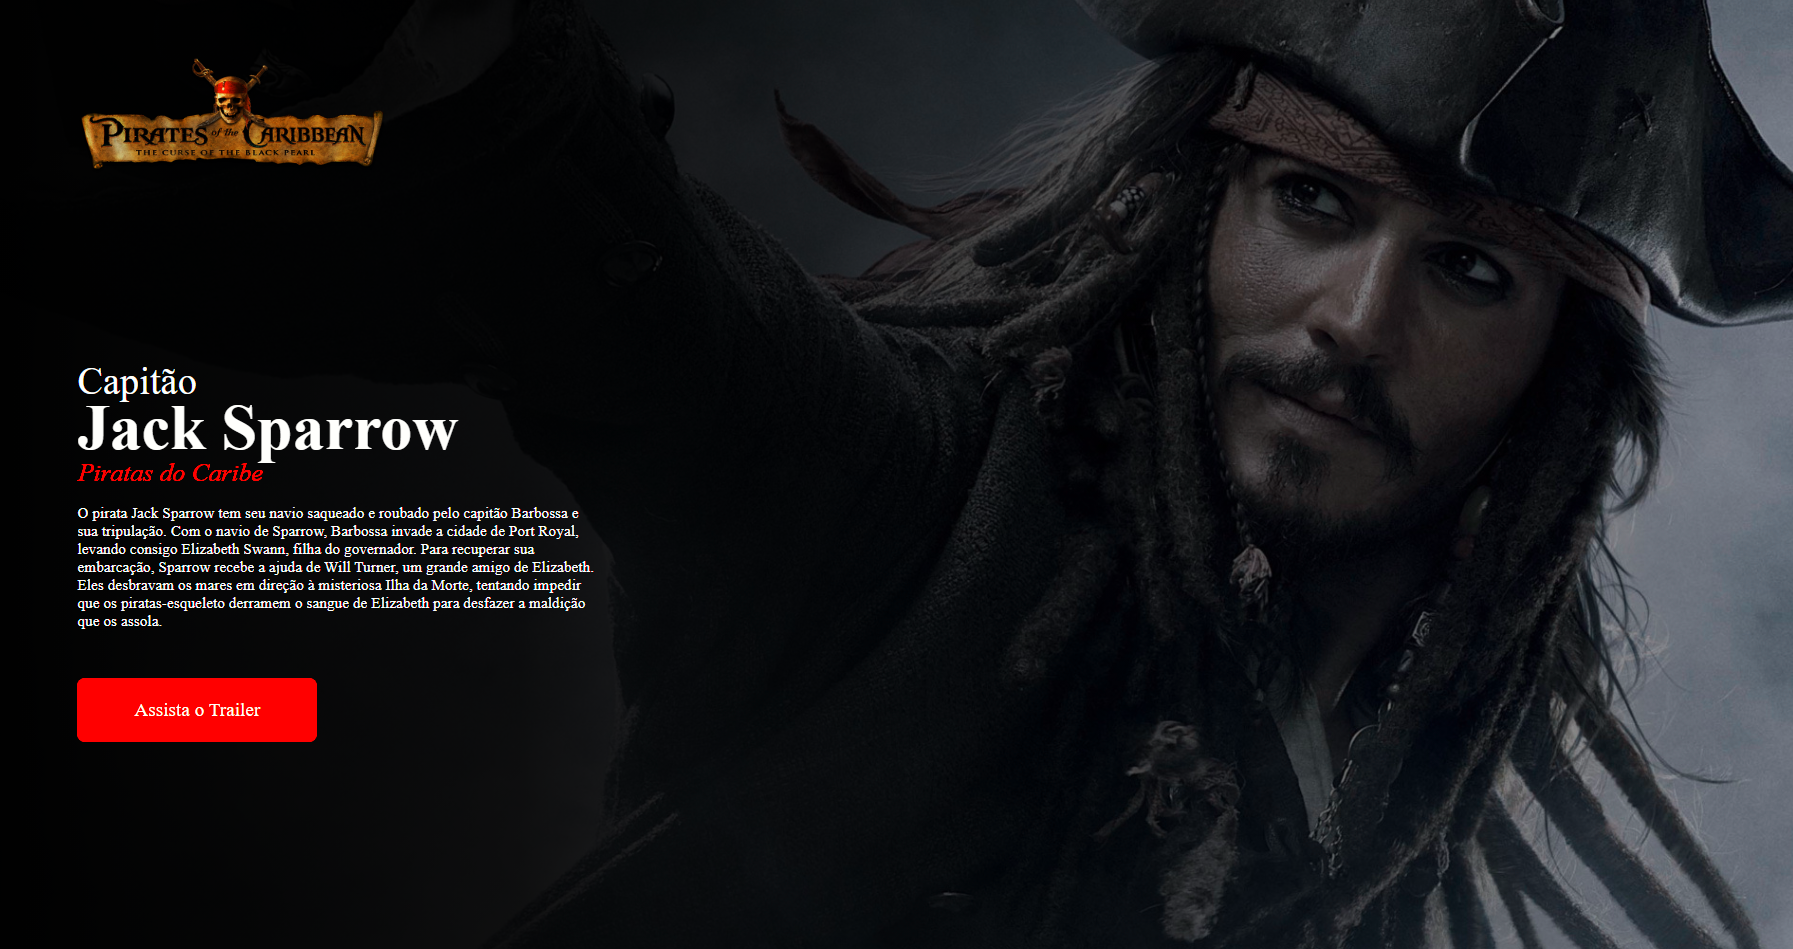 PIRATES of the CARIBBEAN
THE CURSE OF THE BLACK PEARL
Capitão
Jack Sparrow
Piratas do Caribe
O pirata Jack Sparrow tem seu navio saqueado e roubado pelo capitão Barbossa e
sua tripulação. Com o navio de Sparrow, Barbossa invade a cidade de Port Royal,
levando consigo Elizabeth Swann, filha do governador. Para recuperar sua
embarcação, Sparrow recebe a ajuda de Will Turner, um grande amigo de Elizabeth.
Eles desbravam os mares em direção à misteriosa Ilha da Morte, tentando impedir
que os piratas-esqueleto derramem o sangue de Elizabeth para desfazer a maldição
que os assola.
Assista o Trailer